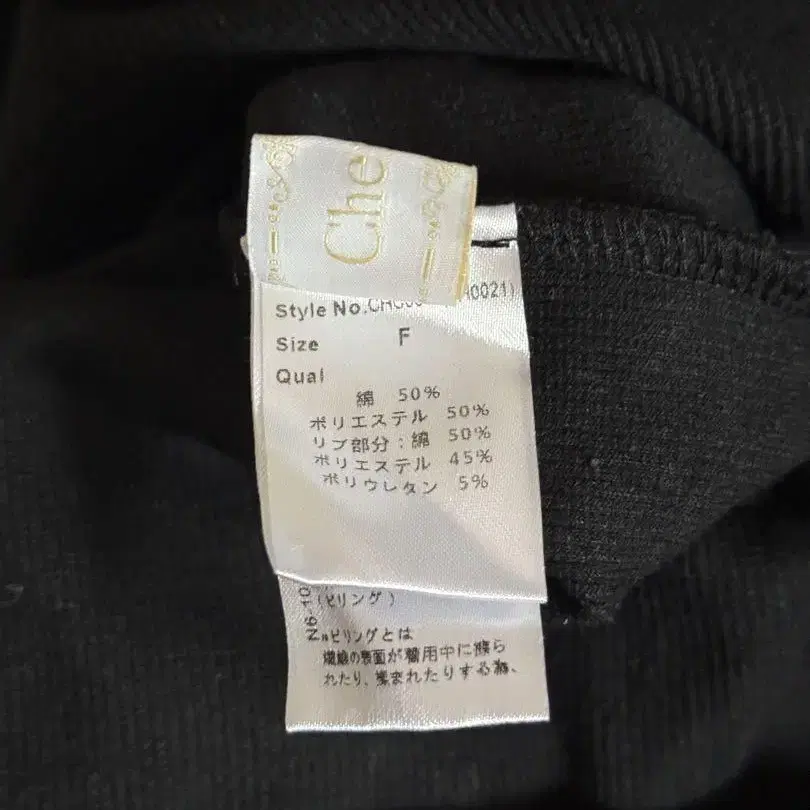 Che
Style No. 0021)
Size F
Qual
綿 50%
ポリエステル 50%
リブ部分:綿 50%
ポリエステル 45%
ポリウレタン 5%
N6-10
(ピリング)
※ピリングとは
繊維の表面が着用中に擦ら
れたり、揉まれたりする為、